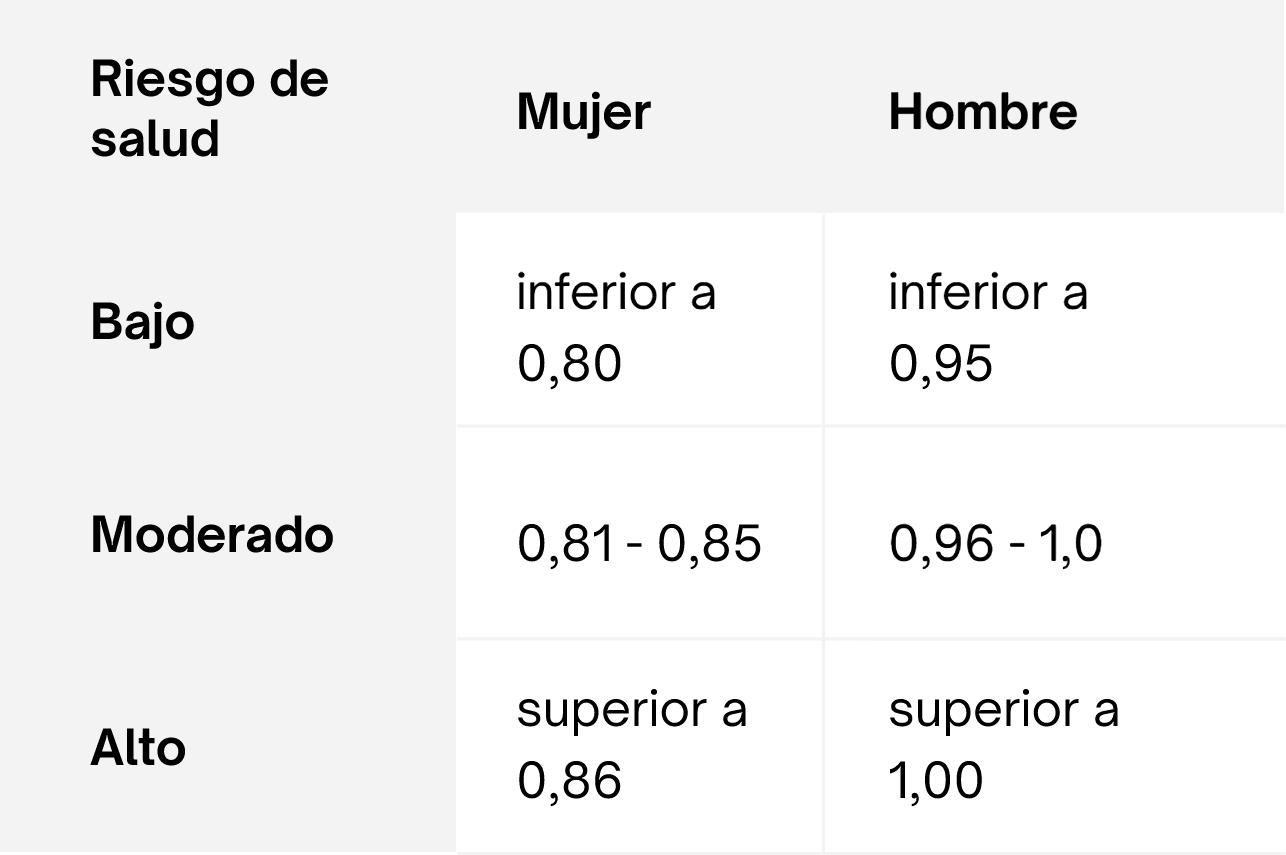 Riesgo de
salud
Mujer
Hombre
Bajo
inferior a
0,80
inferior a
0,95
Moderado
0,81 - 0,85
0,96 - 1,0
Alto
superior a
0,86
superior a
1,00